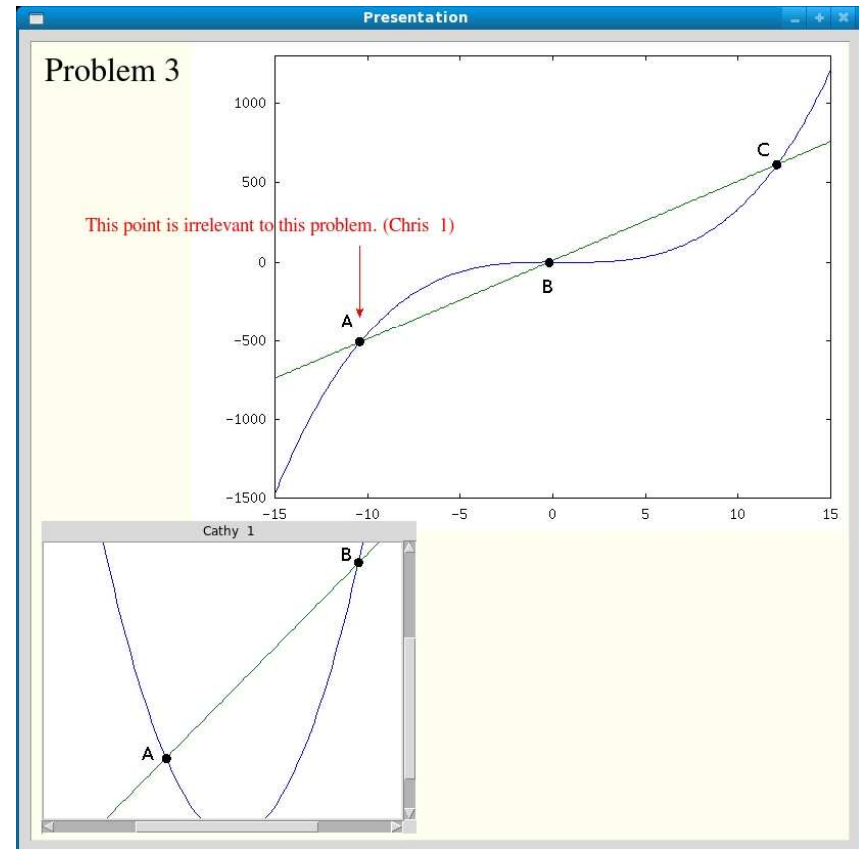 Presentation
Problem 3
1000
500
This point is irrelevant to this problem. (Chris 1)
0
-500
-1000
-1500
-15 -10 -5 0 5 10 15
A
B
C
Cathy 1
B
A